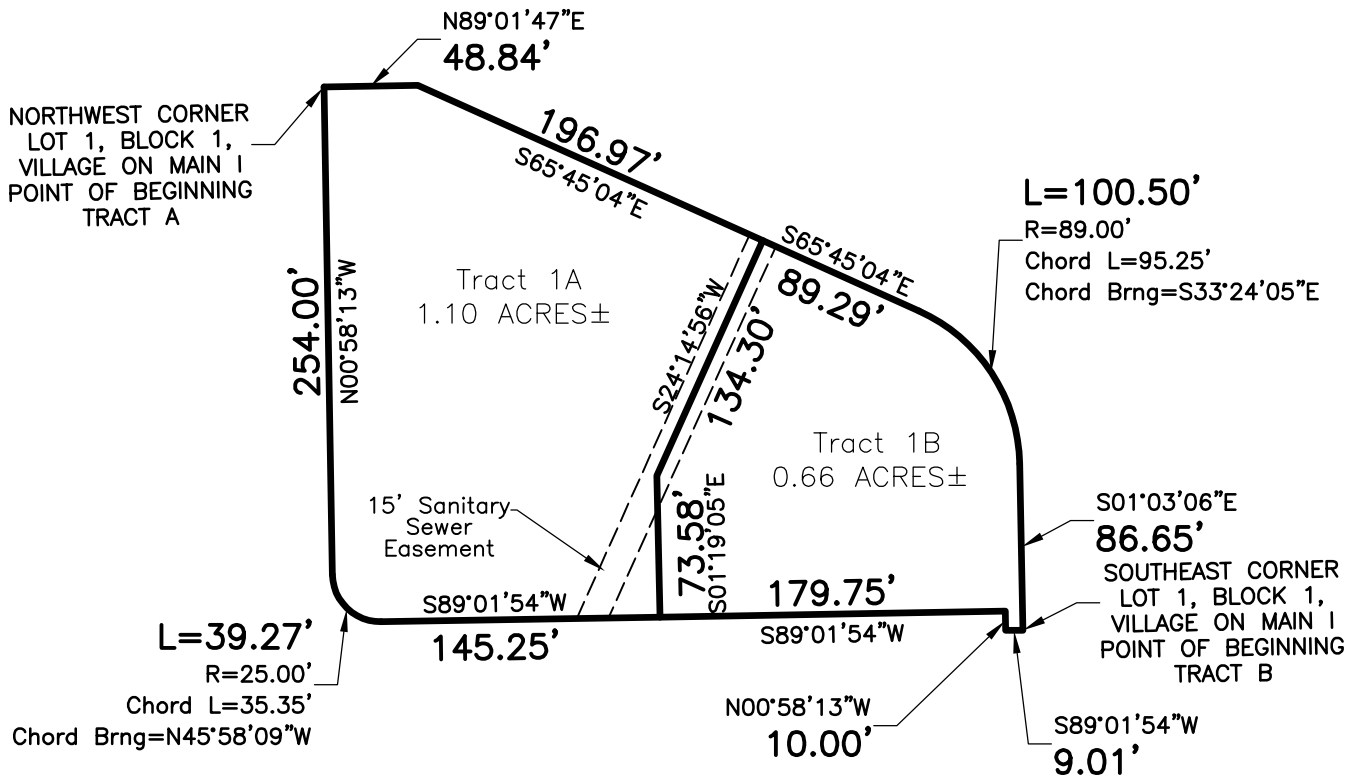 N89°01'47"E
48.84'
NORTHWEST CORNER
LOT 1, BLOCK 1,
VILLAGE ON MAIN I
POINT OF BEGINNING
TRACT A
196.97'
S65°45'04"E
L=100.50'
R=89.00'
Chord L=95.25'
Chord Brng=S33°24'05"E
S65°45'04"E
89.29'
254.00'
N00°58'13"W
Tract 1A
1.10 ACRES±
S24°14'56"W
134.30'
Tract 1B
0.66 ACRES±
15' Sanitary
Sewer
Easement
73.58'
S01°19'05"E
S01°03'06"E
86.65'
SOUTHEAST CORNER
LOT 1, BLOCK 1,
VILLAGE ON MAIN I
POINT OF BEGINNING
TRACT B
S89°01'54"W
145.25'
179.75'
S89°01'54"W
L=39.27'
R=25.00'
Chord L=35.35'
Chord Brng=N45°58'09"W
N00°58'13"W
10.00'
S89°01'54"W
9.01'